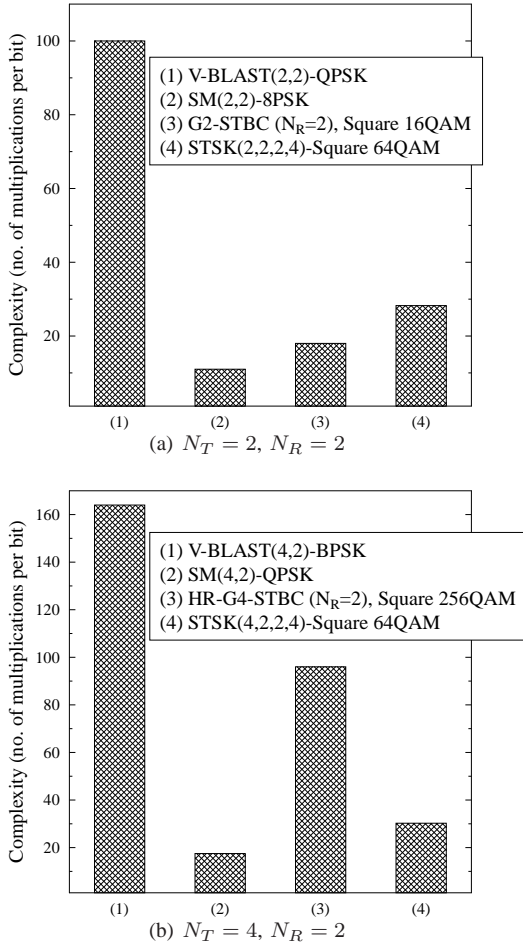 100
80
60
40
20
Complexity (no. of multiplications per bit)
(1) V-BLAST(2,2)-QPSK
(2) SM(2,2)-8PSK
(3) G2-STBC (N_R=2), Square 16QAM
(4) STSK(2,2,2,4)-Square 64QAM
(1) (2) (3) (4)
(a) N_T = 2, N_R = 2
160
140
120
100
80
60
40
20
Complexity (no. of multiplications per bit)
(1) V-BLAST(4,2)-BPSK
(2) SM(4,2)-QPSK
(3) HR-G4-STBC (N_R=2), Square 256QAM
(4) STSK(4,2,2,4)-Square 64QAM
(1) (2) (3) (4)
(b) N_T = 4, N_R = 2